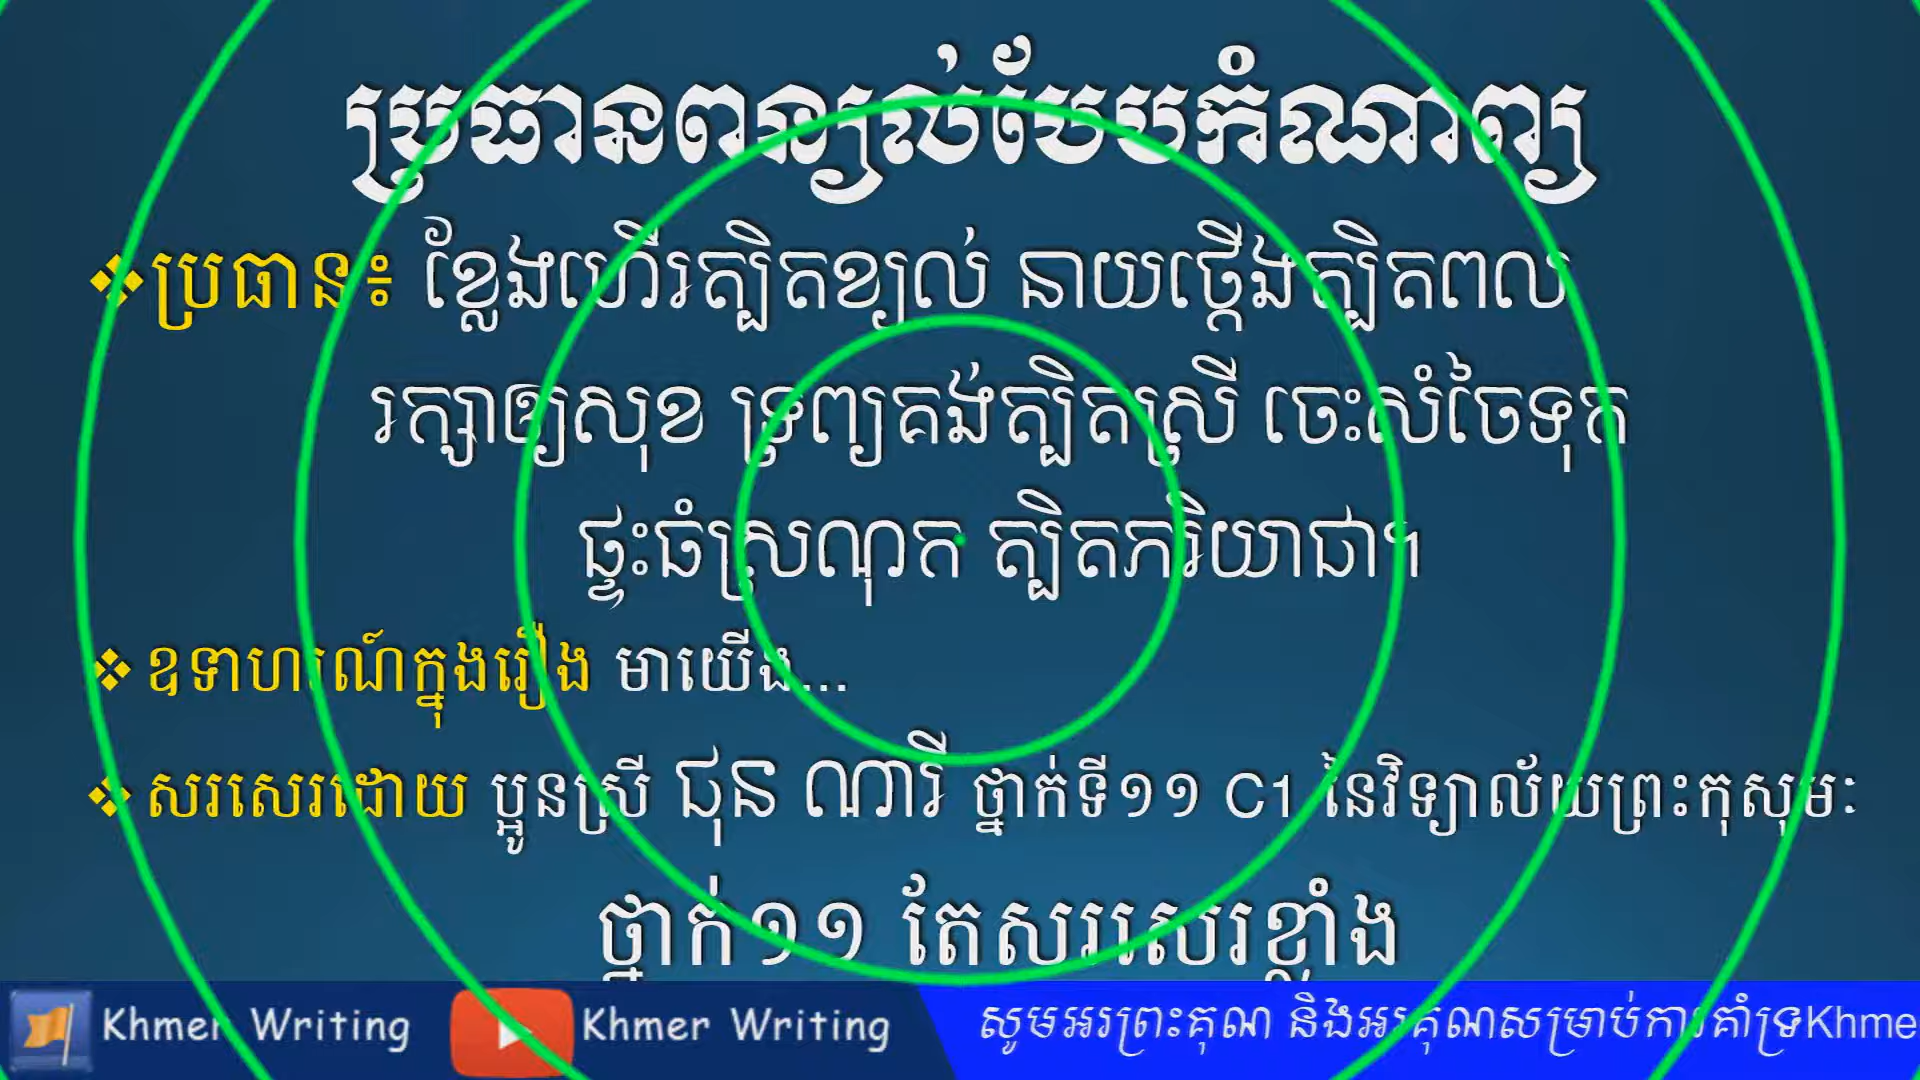 ប្រធានពន្យល់បែបកំណាព្យ
❖ប្រធាន៖ ខ្លែងហើរត្បិតខ្យល់ នាយថ្កើងត្បិតពល
រក្សាឲ្យសុខ ទ្រព្យគង់ត្បិតស្រី ចេះសំចៃទុក
ផ្ទះធំស្រណុក ត្បិតភរិយាជា។
❖ ឧទាហរណ៍ក្នុងរឿង មាយើង...
❖ សរសេរដោយ ប្អូនស្រី ជុន ណារី ថ្នាក់ទី១១ C1 នៃវិទ្យាល័យព្រះកុសុមៈ
ថ្នាក់១១ តែសរសេរខ្លាំង
Khmer Writing Khmer Writing សូមអរព្រះគុណ និងអរគុណសម្រាប់ការគាំទ្រKhme